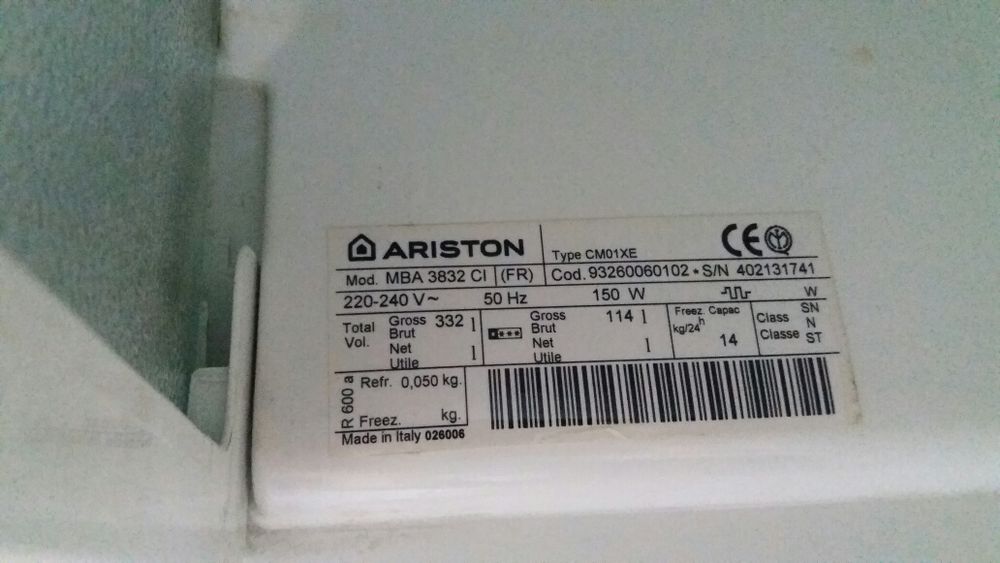 ARISTON
Type CM01XE
CE
Mod. MBA 3832 CI (FR) Cod. 93260060102 * S/N 402131741
220-240 V~ 50 Hz 150 W W
Total Vol.
Gross Brut 332 l
Net Utile l
Gross Brut 114 l
Net Utile l
Freez. Capac
kg/24h 14
Class
Classe
SN
N
ST
R 600 a
Refr. 0,050 kg.
Freez. kg.
Made in Italy 026006